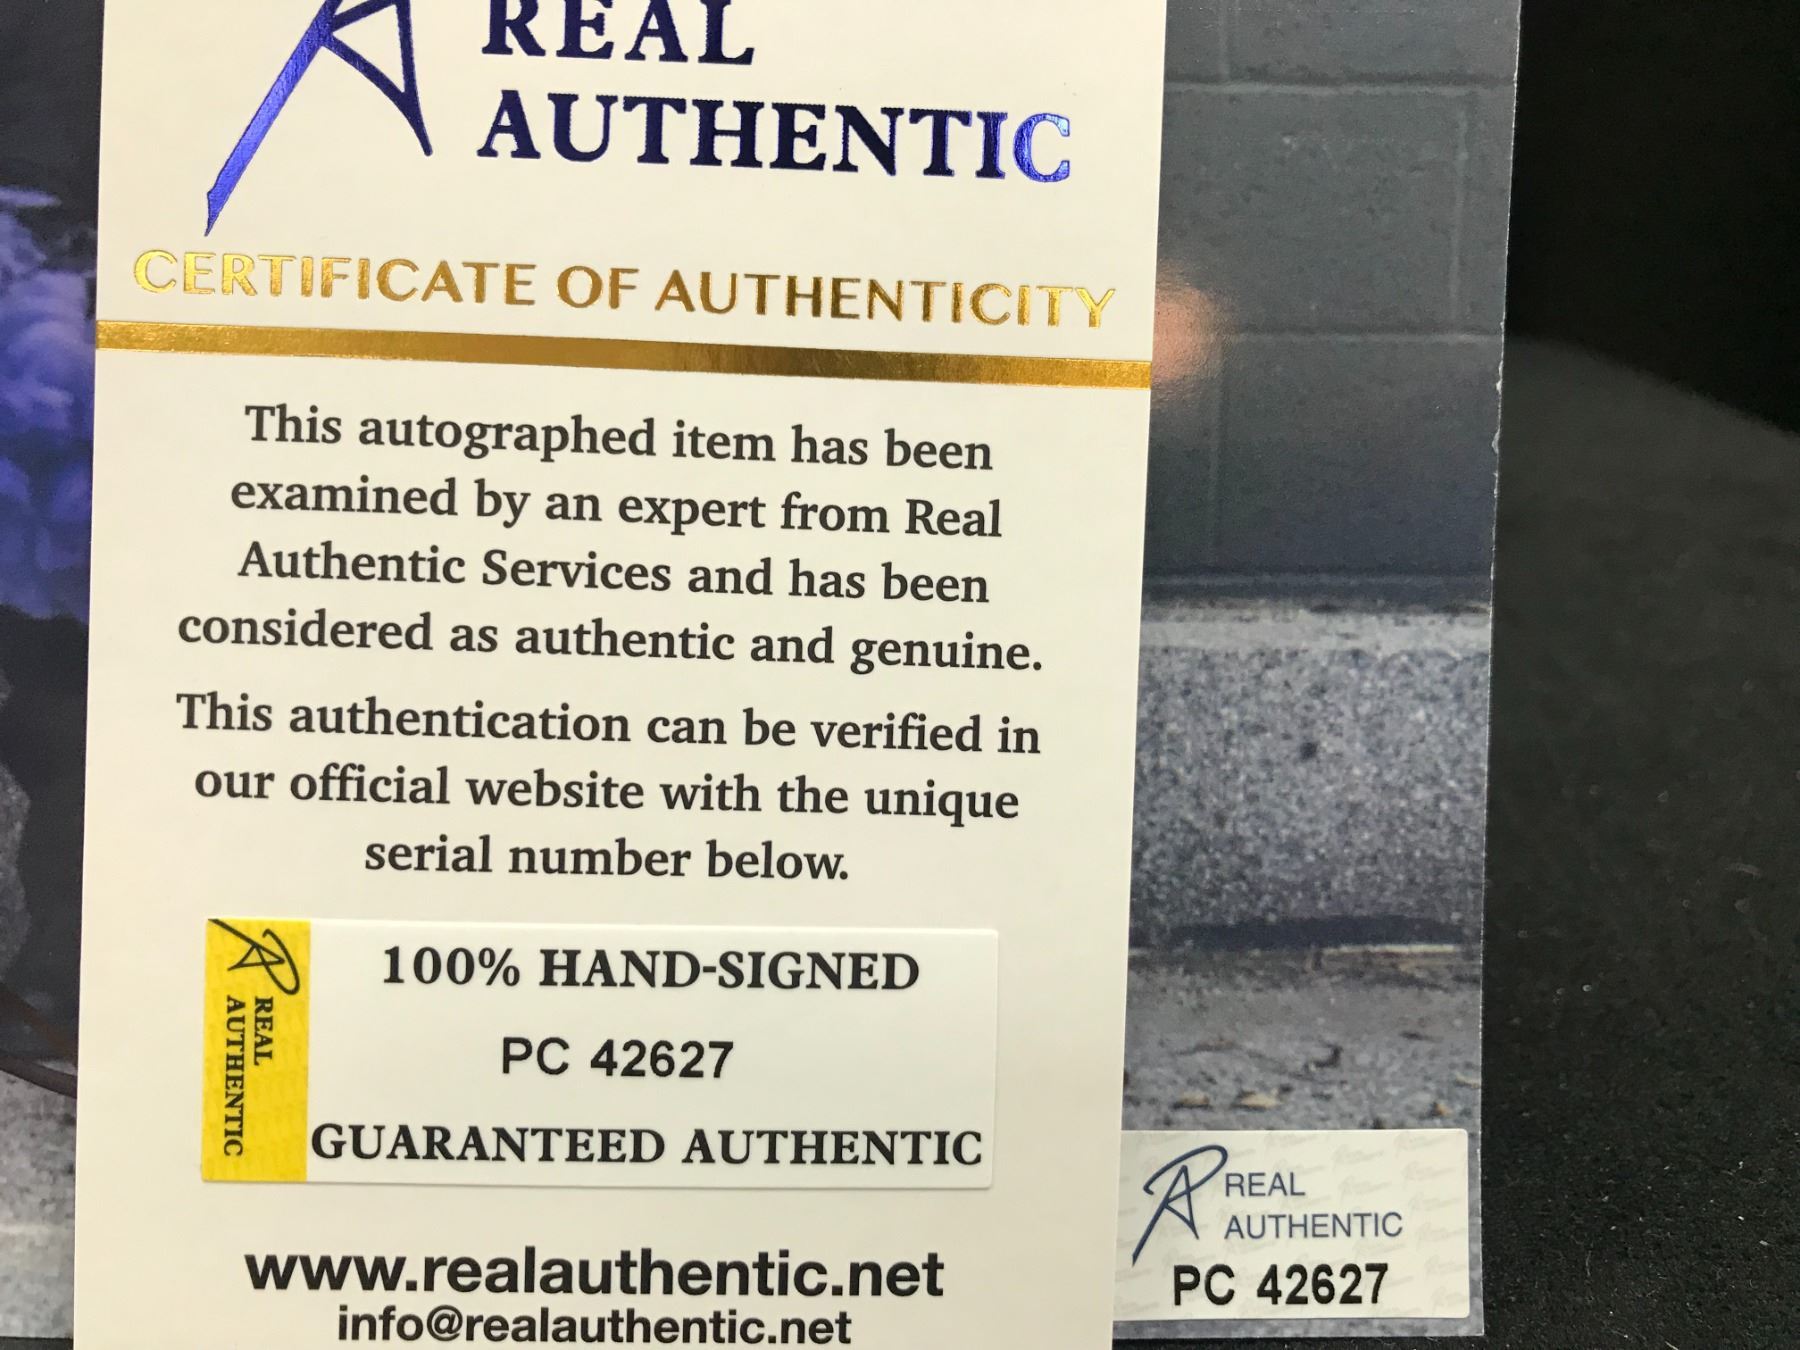 REAL
AUTHENTIC
CERTIFICATE OF AUTHENTICITY
This autographed item has been
examined by an expert from Real
Authentic Services and has been
considered as authentic and genuine.
This authentication can be verified in
our official website with the unique
serial number below.
REAL
AUTHENTIC
100% HAND-SIGNED
PC 42627
GUARANTEED AUTHENTIC
www.realauthentic.net
info@realauthentic.net
REAL
AUTHENTIC
PC 42627